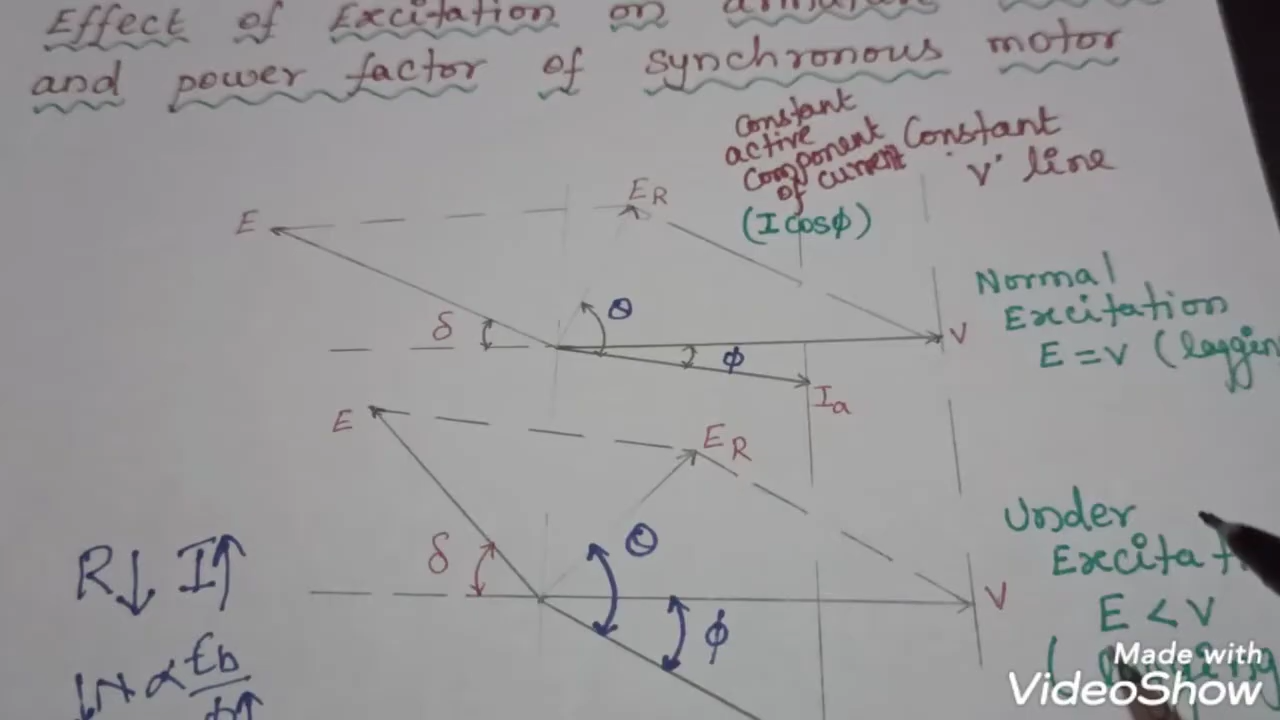 Effect of Excitation on
and power factor of synchronous motor
constant
active
component
of current
(I cosφ)
Constant
'V' line
E
E_R
Normal
Excitation
E = V
δ
θ
φ
V
I_a
E
E_R
Under
E < V
δ
θ
φ
V
R↓ I↑
↓N ∝ Eb
Made with
VideoShow